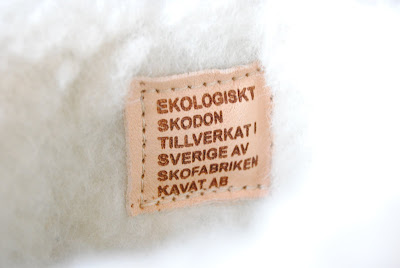 EKOLOGISKT
SKODON
TILLVERKAT I
SVERIGE AV
SKOFABRIKEN
KAVAT AB